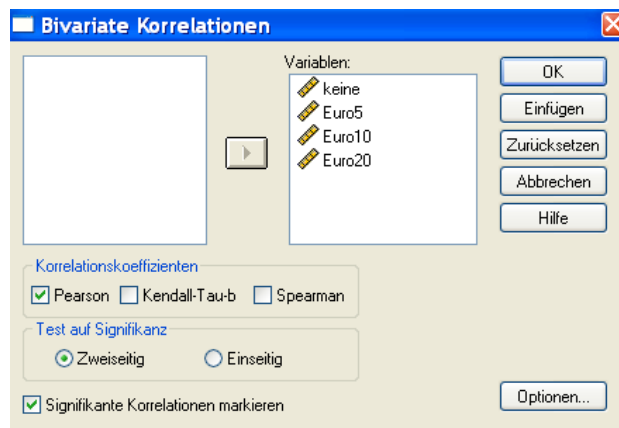 Bivariate Korrelationen
Variablen:
keine
Euro5
Euro10
Euro20
OK
Einfügen
Zurücksetzen
Abbrechen
Hilfe
Korrelationskoeffizienten
Pearson Kendall-Tau-b Spearman
Test auf Signifikanz
Zweiseitig Einseitig
Signifikante Korrelationen markieren
Optionen...